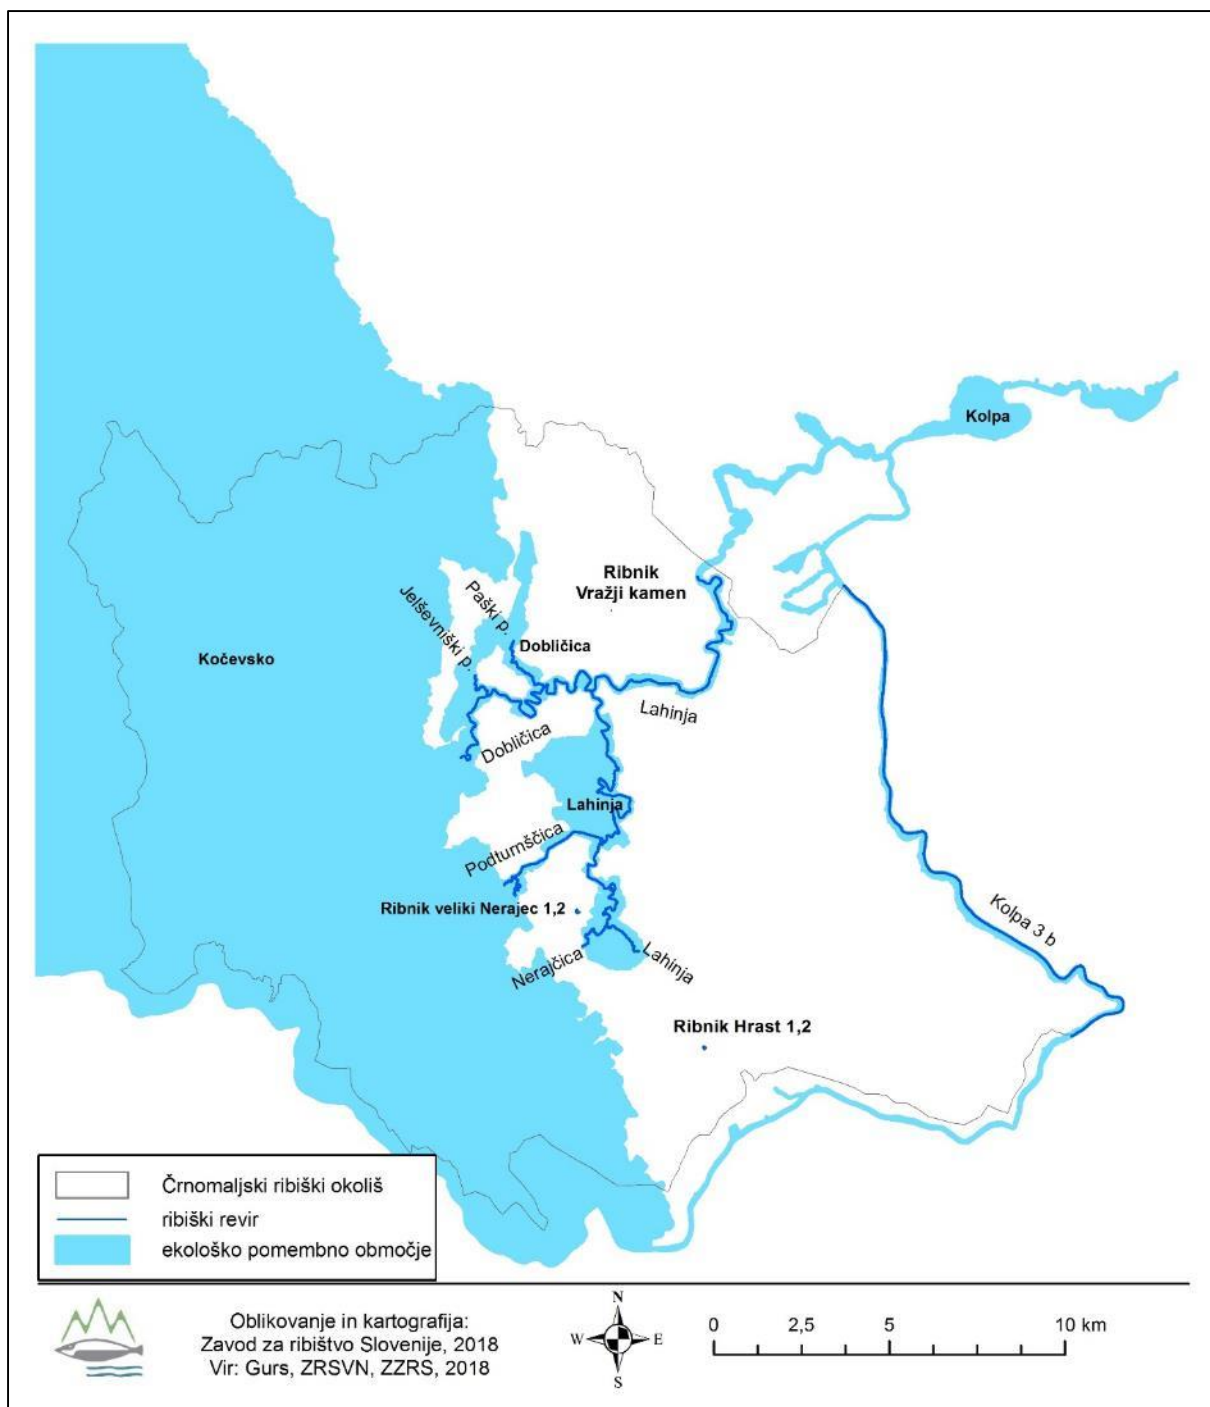 Kolpa
Ribnik
Vražji kamen
Paški p.
Jelševniški p.
Dobličica
Kočevsko
Lahinja
Dobličica
Lahinja
Podturnščica
Ribnik veliki Nerajec 1,2
Kolpa 3 b
Nerajčica
Lahinja
Ribnik Hrast 1,2
Črnomaljski ribiški okoliš
ribiški revir
ekološko pomembno območje
Oblikovanje in kartografija:
Zavod za ribištvo Slovenije, 2018
Vir: Gurs, ZRSVN, ZZRS, 2018
N
W E
S
0 2,5 5 10 km